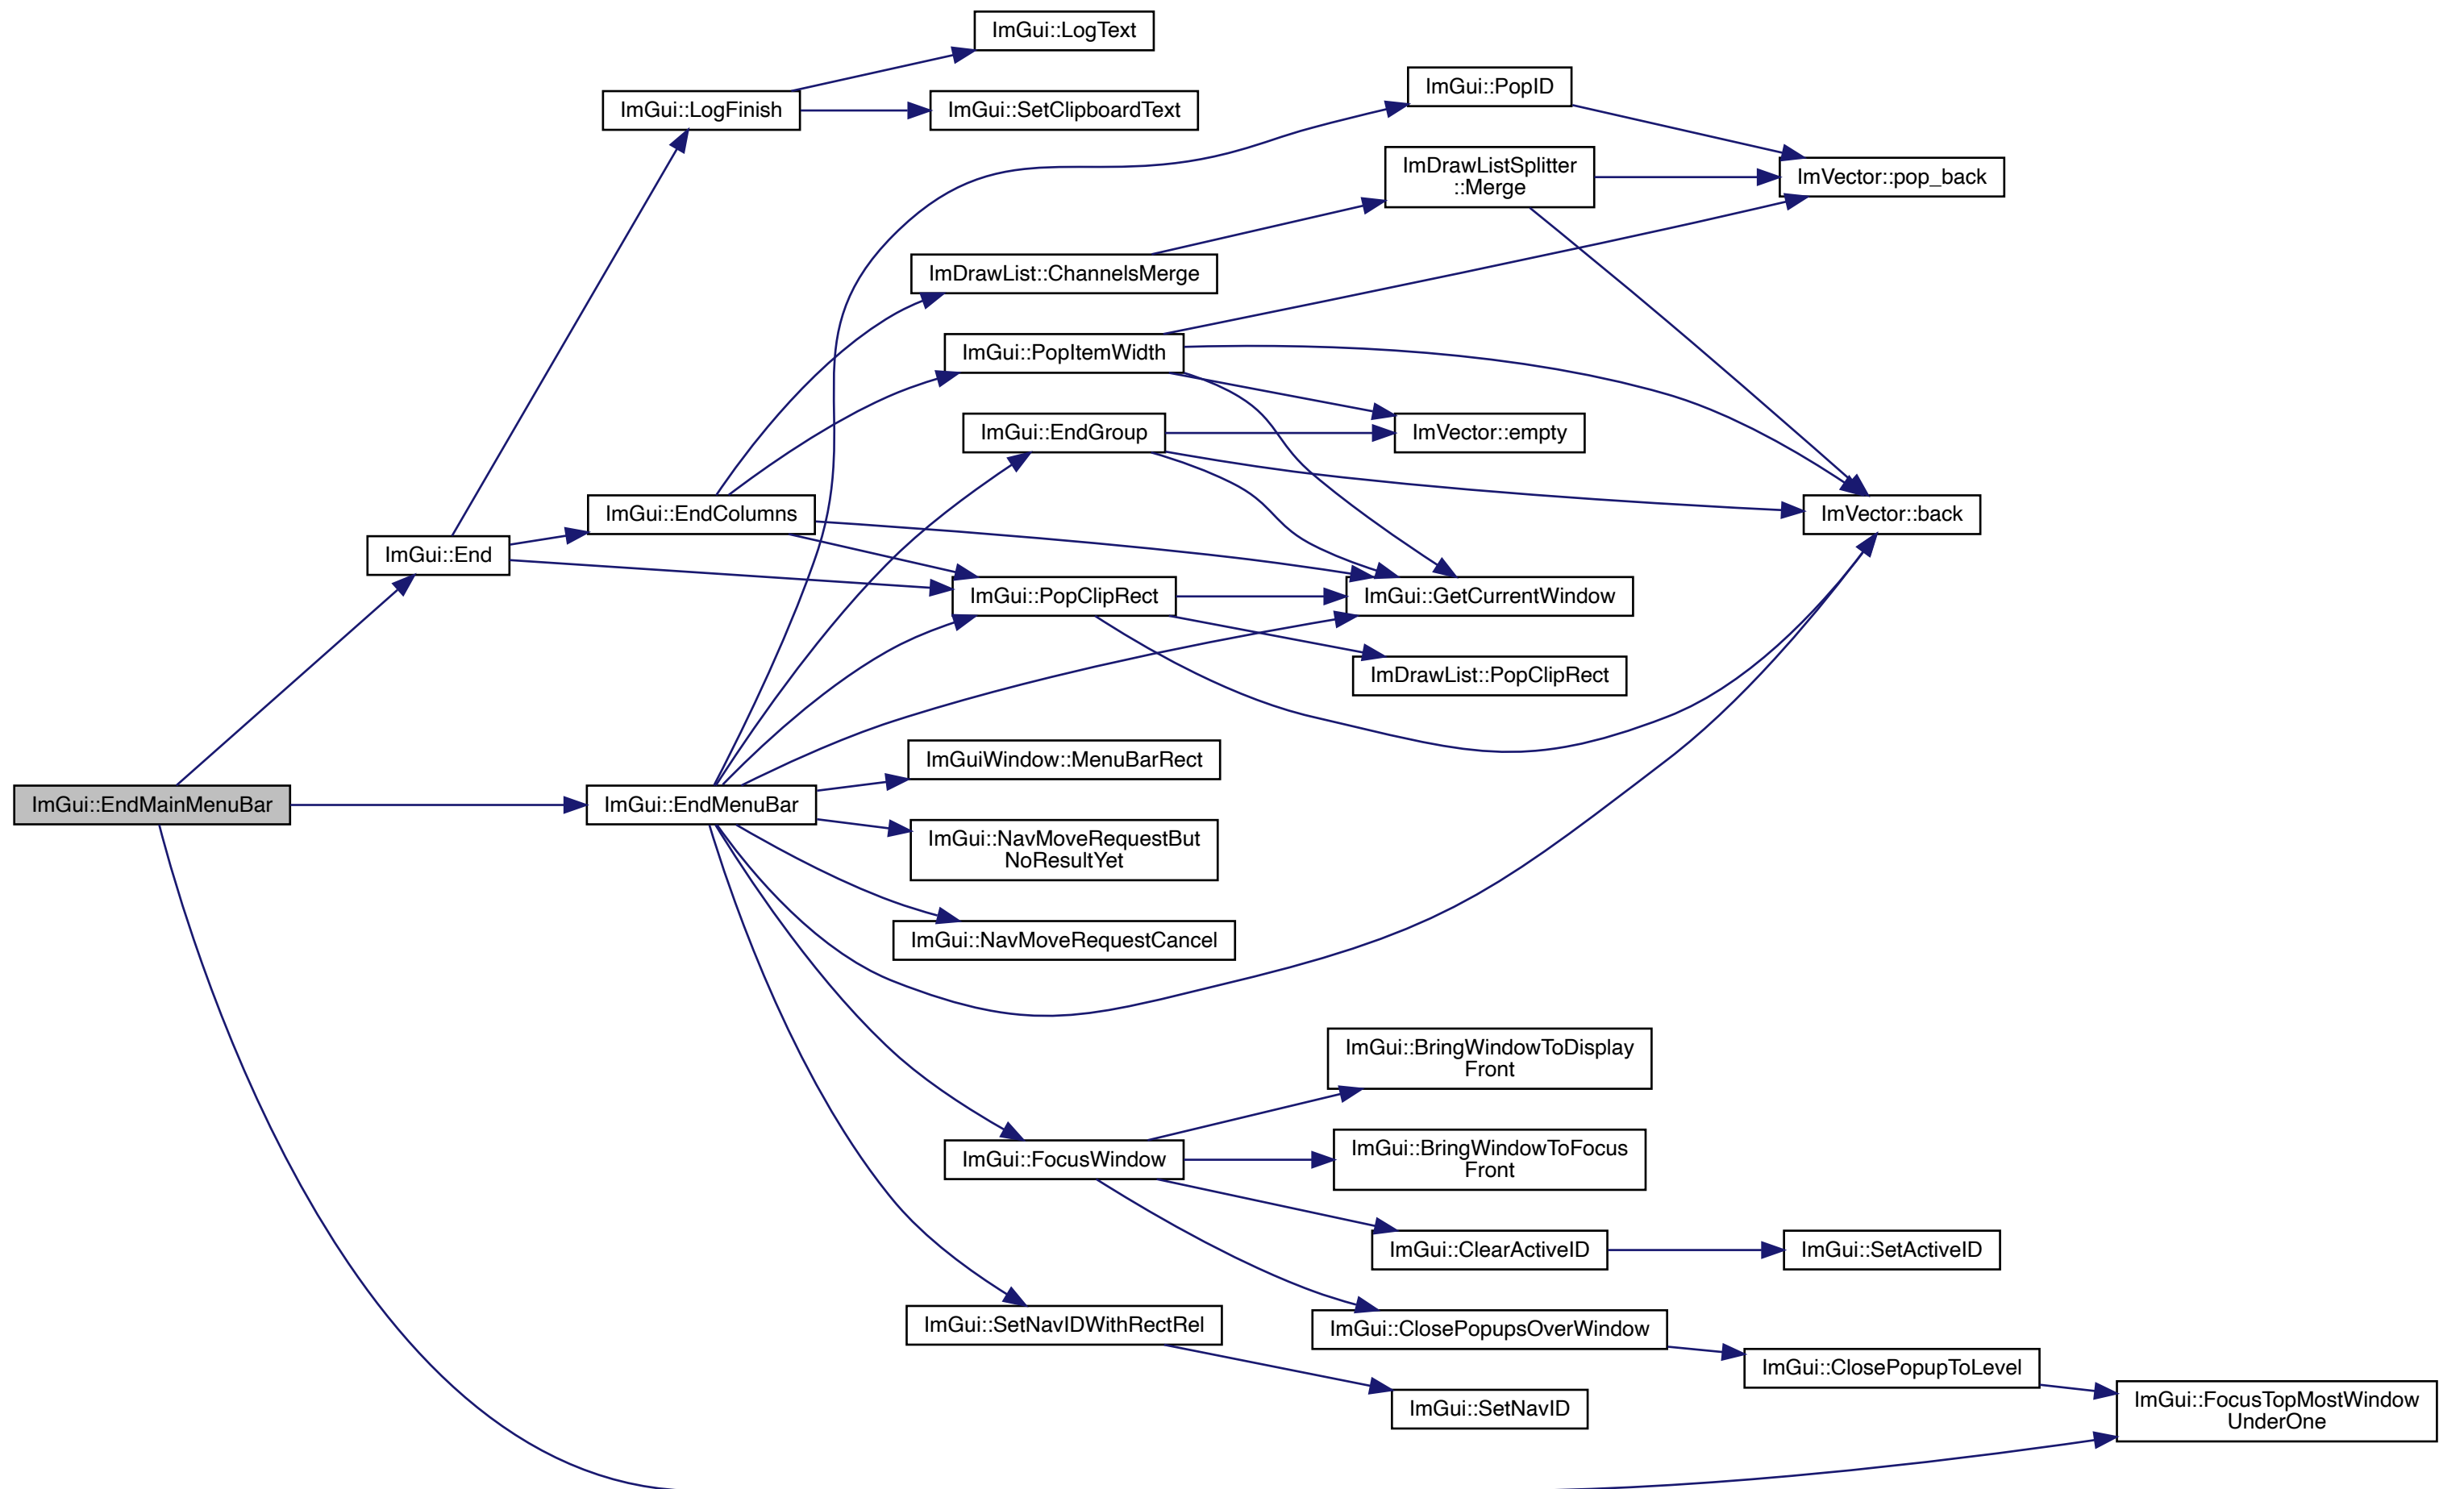 ImGui::LogText
ImGui::PopID
ImGui::LogFinish
ImGui::SetClipboardText
ImDrawListSplitter
::Merge
ImVector::pop_back
ImDrawList::ChannelsMerge
ImGui::PopItemWidth
ImGui::EndGroup
ImVector::empty
ImGui::EndColumns
ImVector::back
ImGui::End
ImGui::PopClipRect
ImGui::GetCurrentWindow
ImDrawList::PopClipRect
ImGuiWindow::MenuBarRect
ImGui::EndMainMenuBar
ImGui::EndMenuBar
ImGui::NavMoveRequestBut
NoResultYet
ImGui::NavMoveRequestCancel
ImGui::BringWindowToDisplay
Front
ImGui::FocusWindow
ImGui::BringWindowToFocus
Front
ImGui::ClearActiveID
ImGui::SetActiveID
ImGui::SetNavIDWithRectRel
ImGui::ClosePopupsOverWindow
ImGui::ClosePopupToLevel
ImGui::SetNavID
ImGui::FocusTopMostWindow
UnderOne